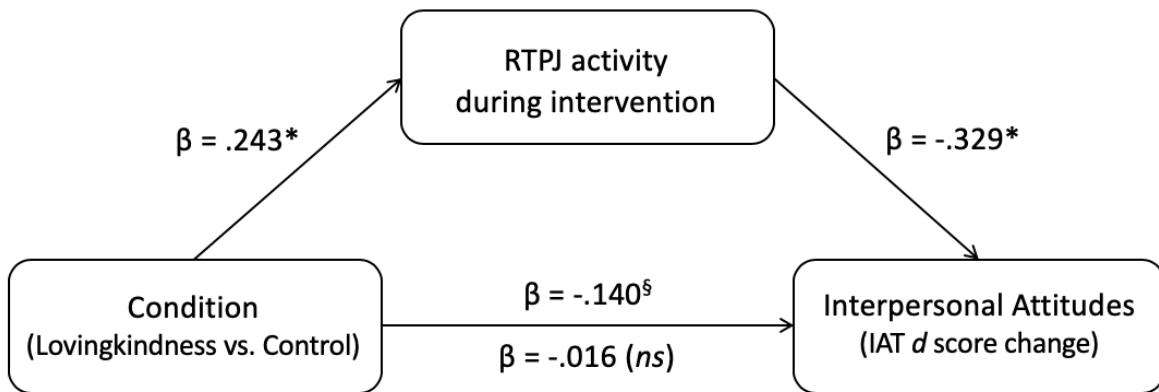 RTPJ activity
during intervention
β = .243*
β = -.329*
Condition
(Lovingkindness vs. Control)
β = -.140§
β = -.016 (ns)
Interpersonal Attitudes
(IAT d score change)